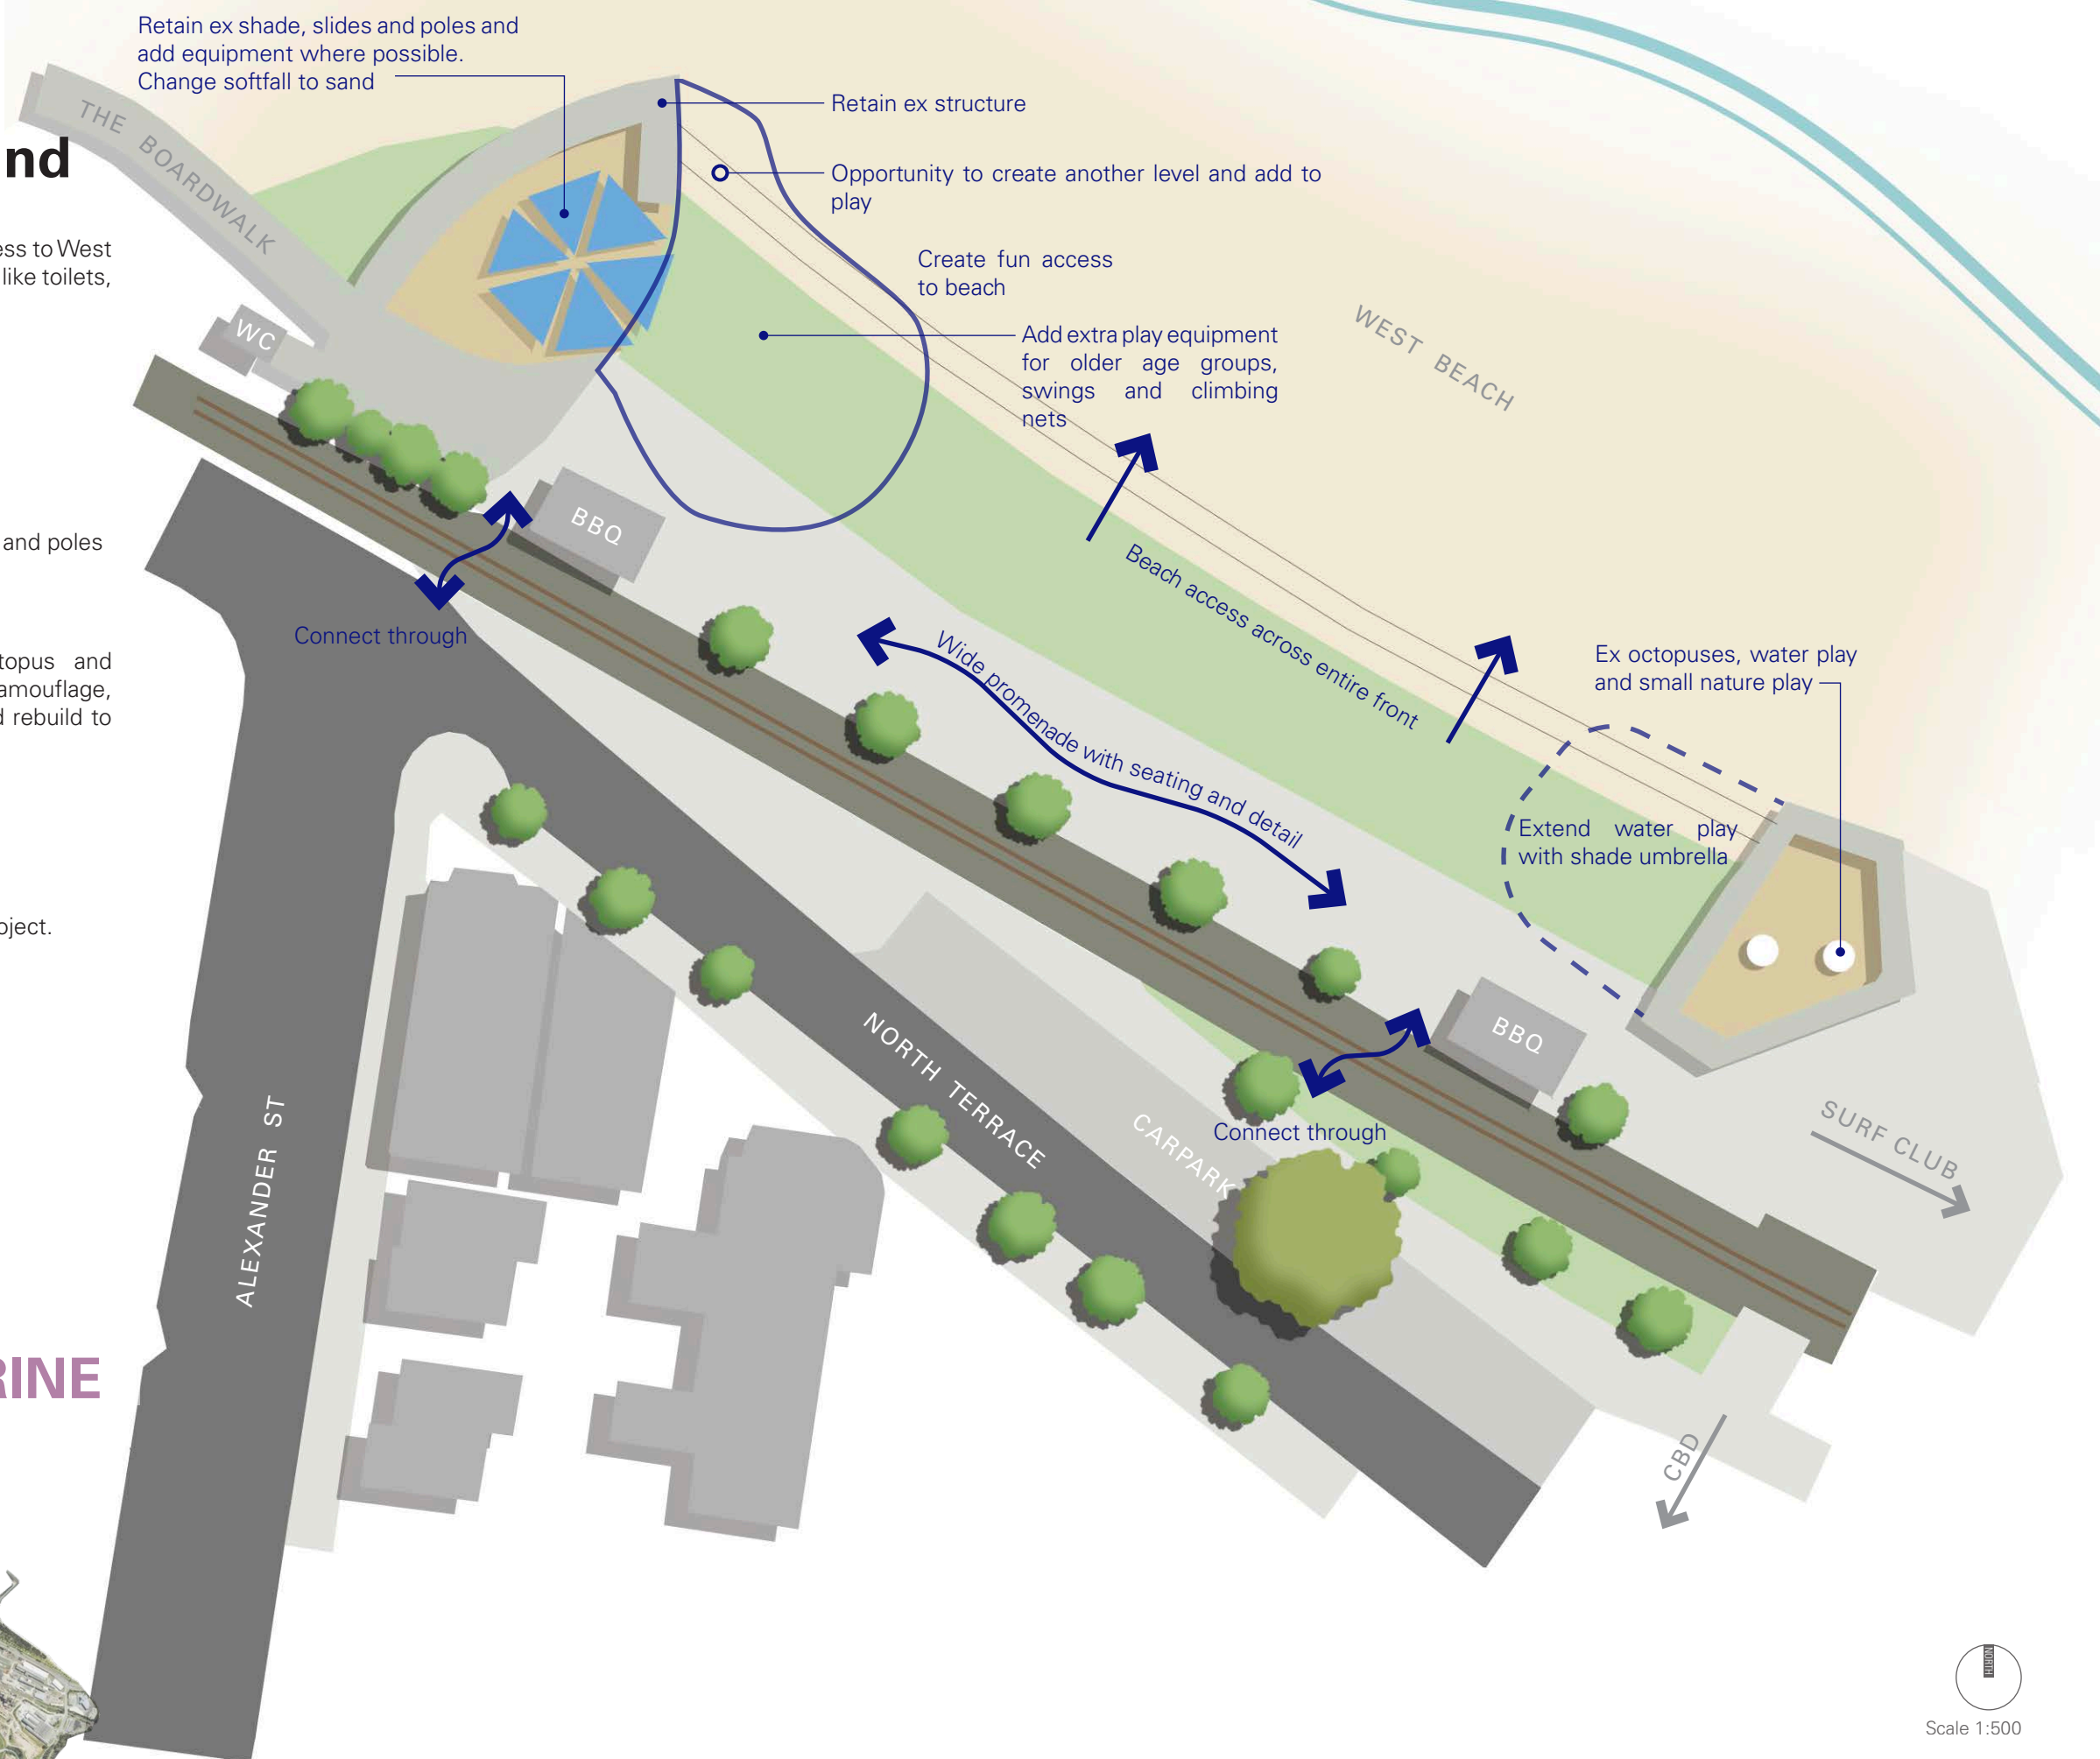 Retain ex shade, slides and poles and
add equipment where possible.
Change softfall to sand
THE BOARDWALK
Retain ex structure
Opportunity to create another level and add to
play
Create fun access
to beach
Add extra play equipment
for older age groups,
swings and climbing
nets
WEST BEACH
nd
ess to West
like toilets,
WC
and poles
topus and
amouflage,
d rebuild to
oject.
RINE
BBQ
Connect through
Beach access across entire front
Wide promenade with seating and detail
Ex octopuses, water play
and small nature play
Extend water play
with shade umbrella
BBQ
Connect through
NORTH TERRACE
CARPARK
ALEXANDER ST
SURF CLUB
CBD
NORTH
Scale 1:500